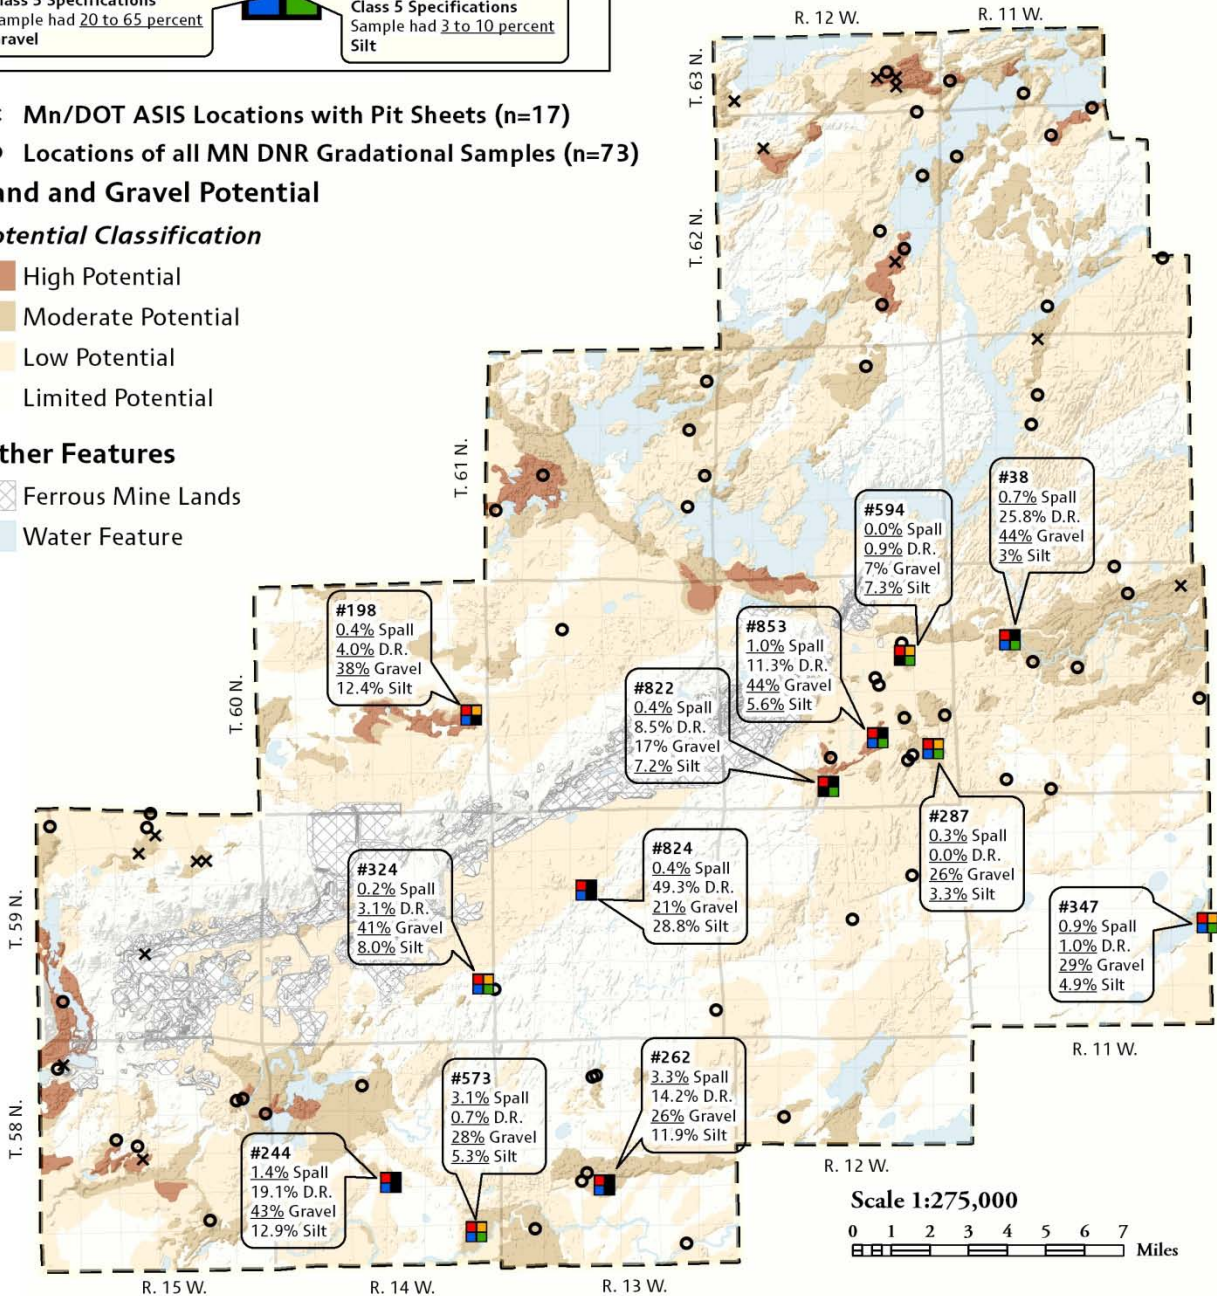 Class 5 Specifications
Sample had 20 to 65 percent
Gravel
Class 5 Specifications
Sample had 3 to 10 percent
Silt
Mn/DOT ASIS Locations with Pit Sheets (n=17)
Locations of all MN DNR Gradational Samples (n=73)
and and Gravel Potential
otential Classification
High Potential
Moderate Potential
Low Potential
Limited Potential
ther Features
Ferrous Mine Lands
Water Feature
R. 12 W.
R. 11 W.
T. 63 N.
T. 62 N.
T. 61 N.
T. 60 N.
T. 59 N.
T. 58 N.
#38
0.7% Spall
25.8% D.R.
44% Gravel
3% Silt
#594
0.0% Spall
0.9% D.R.
7% Gravel
7.3% Silt
#198
0.4% Spall
4.0% D.R.
38% Gravel
12.4% Silt
#853
1.0% Spall
11.3% D.R.
44% Gravel
5.6% Silt
#822
0.4% Spall
8.5% D.R.
17% Gravel
7.2% Silt
#287
0.3% Spall
0.0% D.R.
26% Gravel
3.3% Silt
#824
0.4% Spall
49.3% D.R.
21% Gravel
28.8% Silt
#324
0.2% Spall
3.1% D.R.
41% Gravel
8.0% Silt
#347
0.9% Spall
1.0% D.R.
29% Gravel
4.9% Silt
#262
3.3% Spall
14.2% D.R.
26% Gravel
11.9% Silt
#573
3.1% Spall
0.7% D.R.
28% Gravel
5.3% Silt
#244
1.4% Spall
19.1% D.R.
43% Gravel
12.9% Silt
R. 11 W.
R. 12 W.
Scale 1:275,000
0 1 2 3 4 5 6 7 Miles
R. 15 W.
R. 14 W.
R. 13 W.